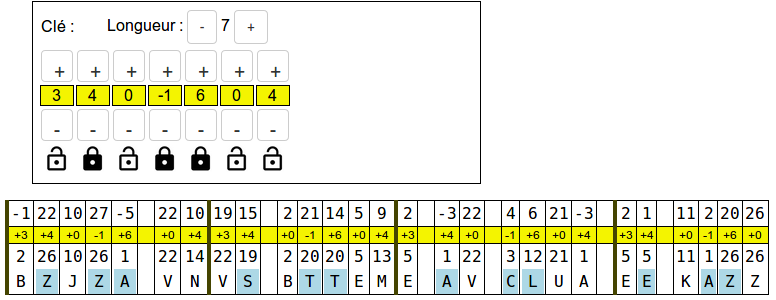 Clé : Longueur : - 7 +
+ + + + + + +
3 4 0 -1 6 0 4
- - - - - - -
-1 22 10 27 -5 22 10 19 15 2 21 14 5 9 2 -3 22 4 6 21 -3 2 1 11 2 20 26
+3 +4 +0 -1 +6 +0 +4 +3 +4 +0 -1 +6 +0 +4 +3 +4 +0 -1 +6 +0 +4 +3 +4 +0 -1 +6 +0
2 26 10 26 1 22 14 22 19 2 20 20 5 13 5 1 22 3 12 21 1 5 5 11 1 26 26
B Z J Z A V N V S B T T E M E A V C L U A E E K A Z Z